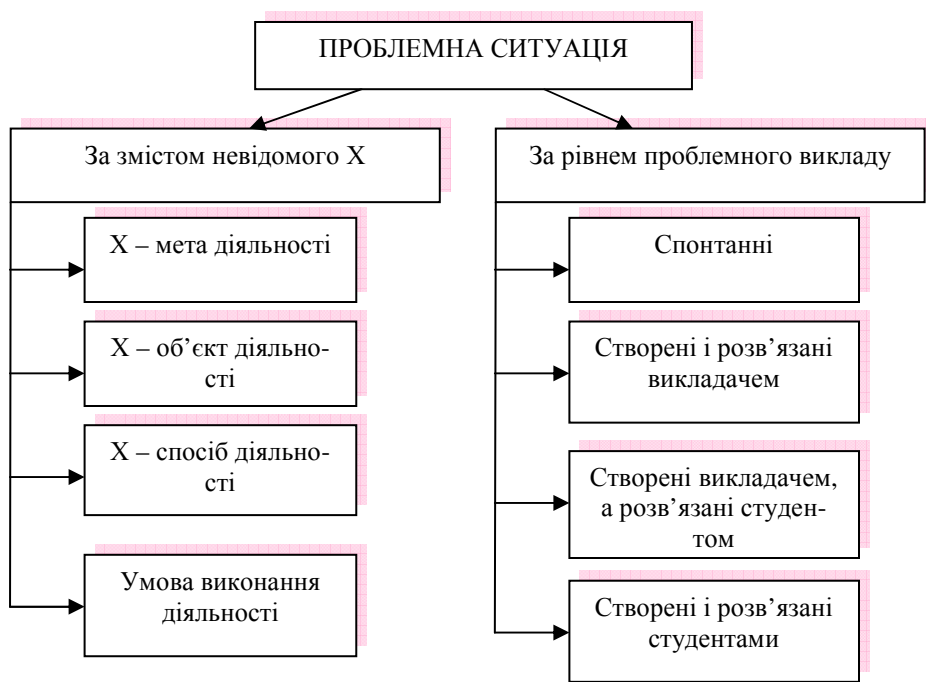 ПРОБЛЕМНА СИТУАЦІЯ
За змістом невідомого Х
Х – мета діяльності
Х – об’єкт діяльно-
сті
Х – спосіб діяльно-
сті
Умова виконання
діяльності
За рівнем проблемного викладу
Спонтанні
Створені і розв’язані
викладачем
Створені викладачем,
а розв’язані студен-
том
Створені і розв’язані
студентами